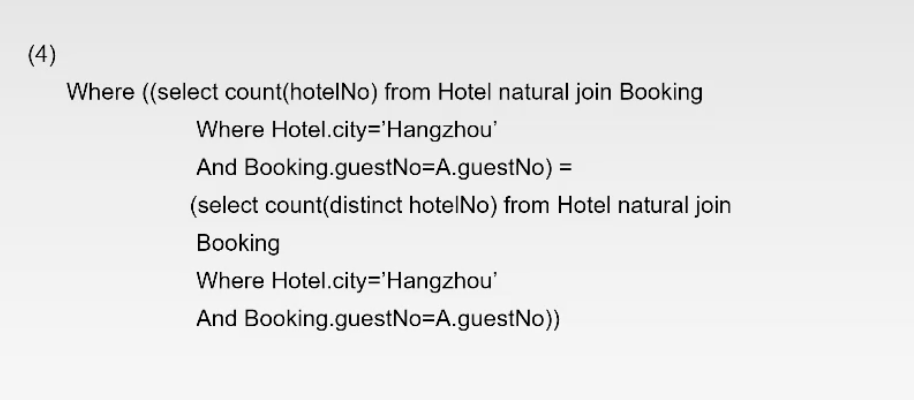 (4)
Where ((select count(hotelNo) from Hotel natural join Booking
Where Hotel.city=’Hangzhou’
And Booking.guestNo=A.guestNo) =
(select count(distinct hotelNo) from Hotel natural join
Booking
Where Hotel.city=’Hangzhou’
And Booking.guestNo=A.guestNo))